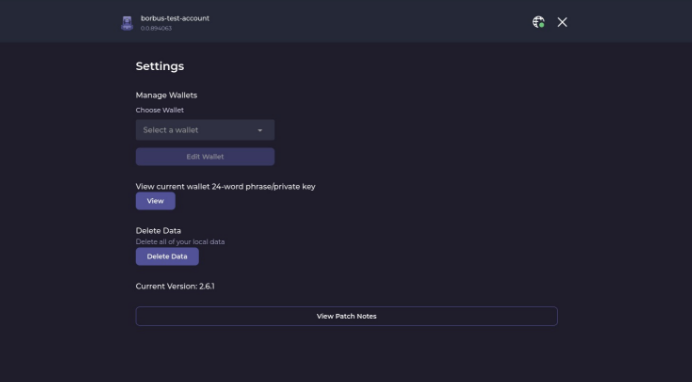 borbus-test-account
0.0.894063
Settings
Manage Wallets
Choose Wallet
Select a wallet
Edit Wallet
View current wallet 24-word phrase/private key
View
Delete Data
Delete all of your local data
Delete Data
Current Version: 2.6.1
View Patch Notes